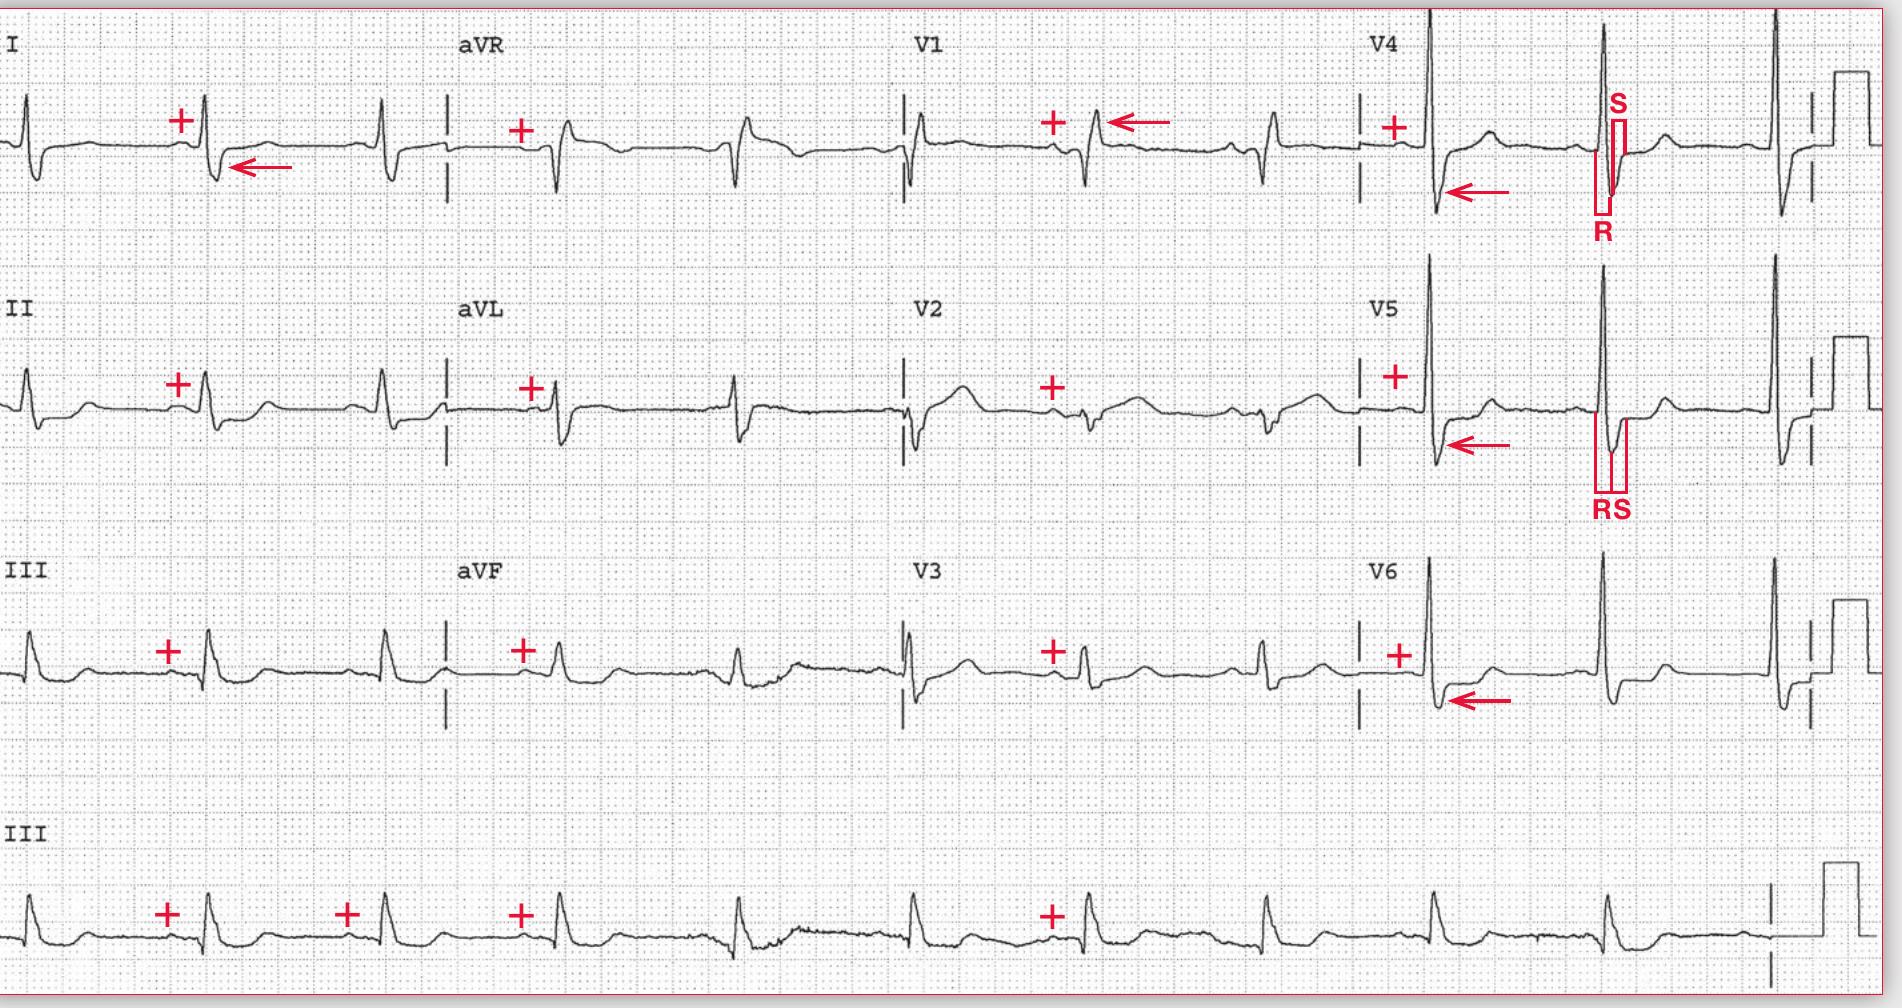 I aVR V1 V4
S
R
II aVL V2 V5
RS
III aVF V3 V6
III